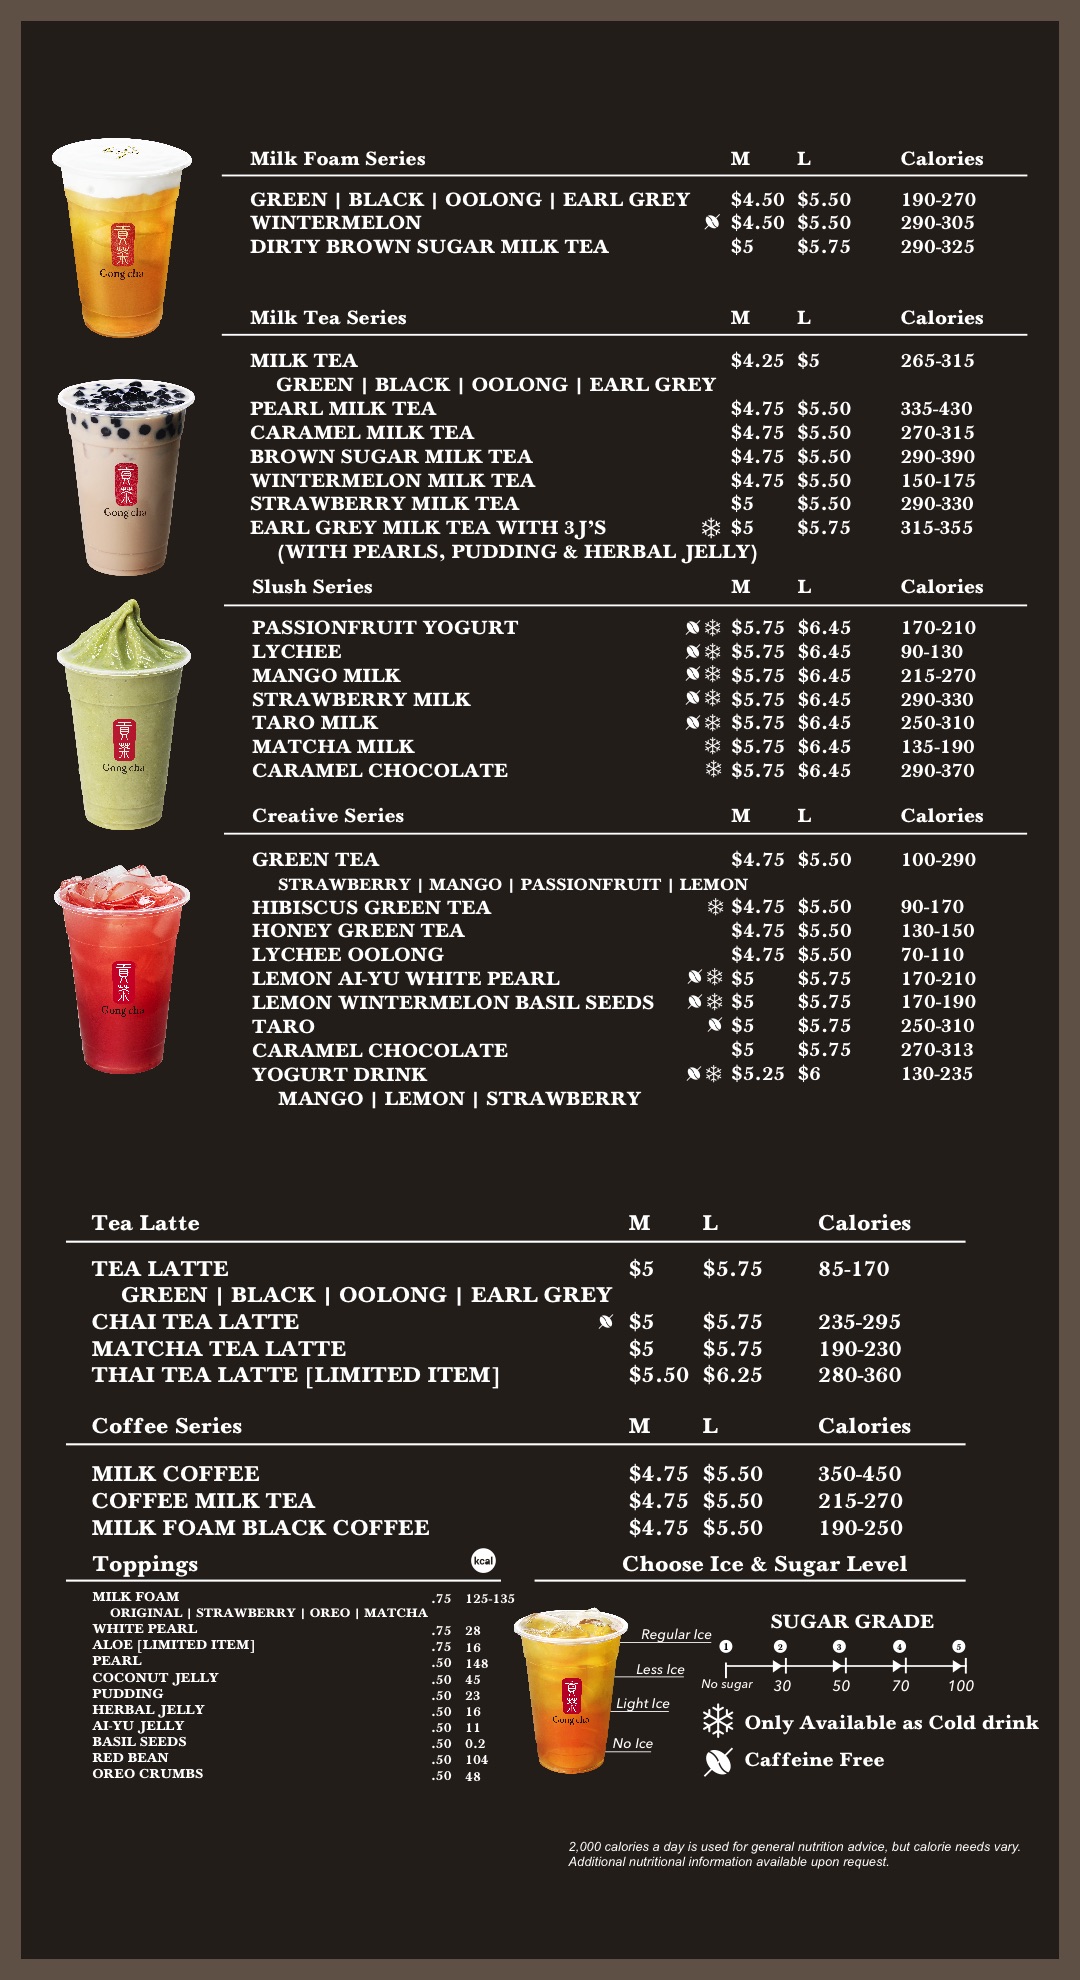 Milk Foam Series M L Calories
GREEN | BLACK | OOLONG | EARL GREY $4.50 $5.50 190-270
WINTERMELON $4.50 $5.50 290-305
DIRTY BROWN SUGAR MILK TEA $5 $5.75 290-325
貢茶
Gong cha
Milk Tea Series M L Calories
MILK TEA $4.25 $5 265-315
GREEN | BLACK | OOLONG | EARL GREY
PEARL MILK TEA $4.75 $5.50 335-430
CARAMEL MILK TEA $4.75 $5.50 270-315
BROWN SUGAR MILK TEA $4.75 $5.50 290-390
WINTERMELON MILK TEA $4.75 $5.50 150-175
STRAWBERRY MILK TEA $5 $5.50 290-330
EARL GREY MILK TEA WITH 3J'S $5 $5.75 315-355
(WITH PEARLS, PUDDING & HERBAL JELLY)
貢茶
Gong cha
Slush Series M L Calories
PASSIONFRUIT YOGURT $5.75 $6.45 170-210
LYCHEE $5.75 $6.45 90-130
MANGO MILK $5.75 $6.45 215-270
STRAWBERRY MILK $5.75 $6.45 290-330
TARO MILK $5.75 $6.45 250-310
MATCHA MILK $5.75 $6.45 135-190
CARAMEL CHOCOLATE $5.75 $6.45 290-370
貢茶
Gong cha
Creative Series M L Calories
GREEN TEA $4.75 $5.50 100-290
STRAWBERRY | MANGO | PASSIONFRUIT | LEMON
HIBISCUS GREEN TEA $4.75 $5.50 90-170
HONEY GREEN TEA $4.75 $5.50 130-150
LYCHEE OOLONG $4.75 $5.50 70-110
LEMON AI-YU WHITE PEARL $5 $5.75 170-210
LEMON WINTERMELON BASIL SEEDS $5 $5.75 170-190
TARO $5 $5.75 250-310
CARAMEL CHOCOLATE $5 $5.75 270-313
YOGURT DRINK $5.25 $6 130-235
MANGO | LEMON | STRAWBERRY
貢茶
Gong cha
Tea Latte M L Calories
TEA LATTE $5 $5.75 85-170
GREEN | BLACK | OOLONG | EARL GREY
CHAI TEA LATTE $5 $5.75 235-295
MATCHA TEA LATTE $5 $5.75 190-230
THAI TEA LATTE [LIMITED ITEM] $5.50 $6.25 280-360
Coffee Series M L Calories
MILK COFFEE $4.75 $5.50 350-450
COFFEE MILK TEA $4.75 $5.50 215-270
MILK FOAM BLACK COFFEE $4.75 $5.50 190-250
Toppings kcal
MILK FOAM .75 125-135
ORIGINAL | STRAWBERRY | OREO | MATCHA
WHITE PEARL .75 28
ALOE [LIMITED ITEM] .75 16
PEARL .50 148
COCONUT JELLY .50 45
PUDDING .50 23
HERBAL JELLY .50 16
AI-YU JELLY .50 11
BASIL SEEDS .50 0.2
RED BEAN .50 104
OREO CRUMBS .50 48
Choose Ice & Sugar Level
Regular Ice
Less Ice
Light Ice
No Ice
貢茶
Gong cha
SUGAR GRADE
1 2 3 4 5
No sugar 30 50 70 100
Only Available as Cold drink
Caffeine Free
2,000 calories a day is used for general nutrition advice, but calorie needs vary.
Additional nutritional information available upon request.